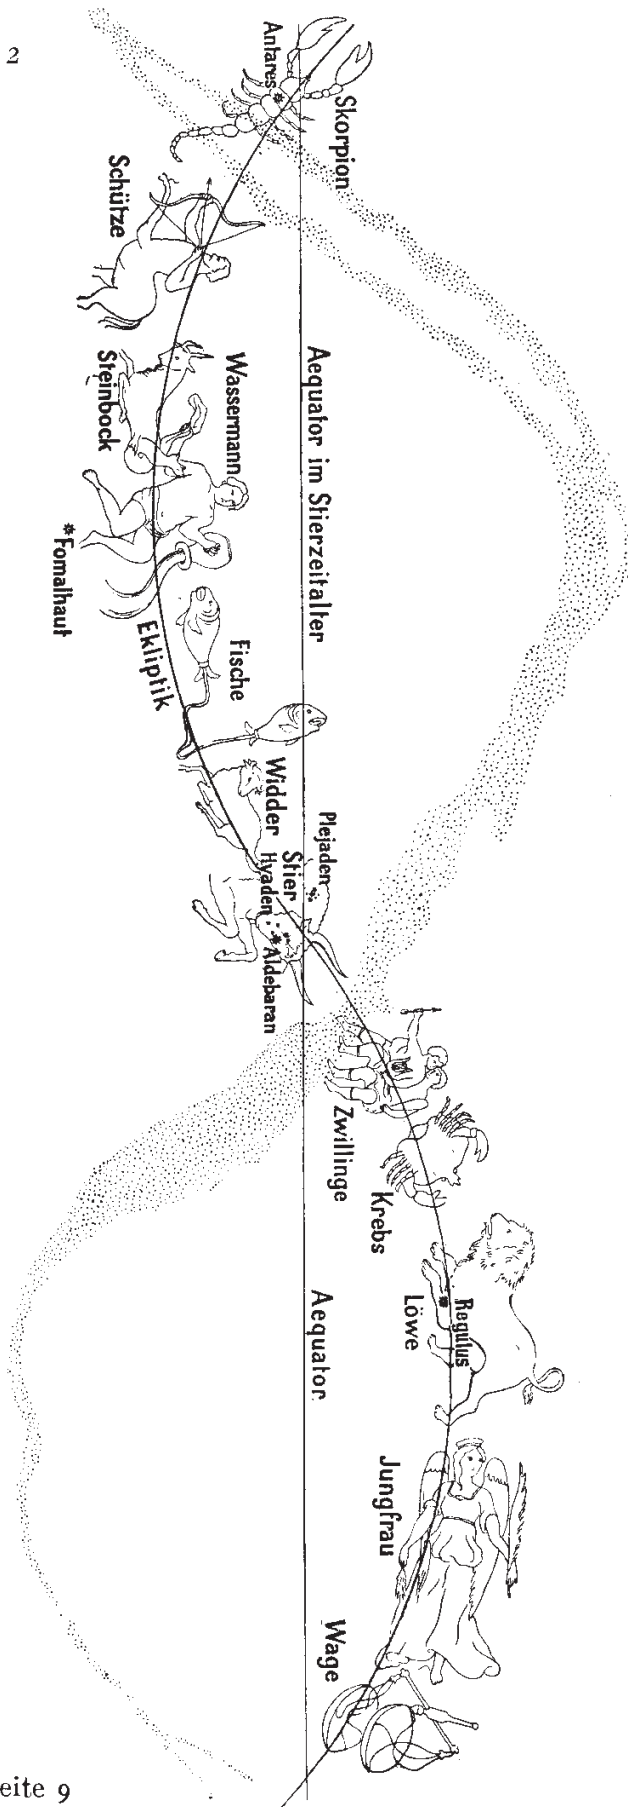 2
Antares
Skorpion
Schütze
Aequator im Stierzeitalter
Wassermann
Steinbock
Fomalhaut
Ekliptik
Fische
Widder
Plejaden
Stier
Hyaden
Aldebaran
Zwillinge
Krebs
Aequator
Regulus
Löwe
Jungfrau
Wage
eite 9